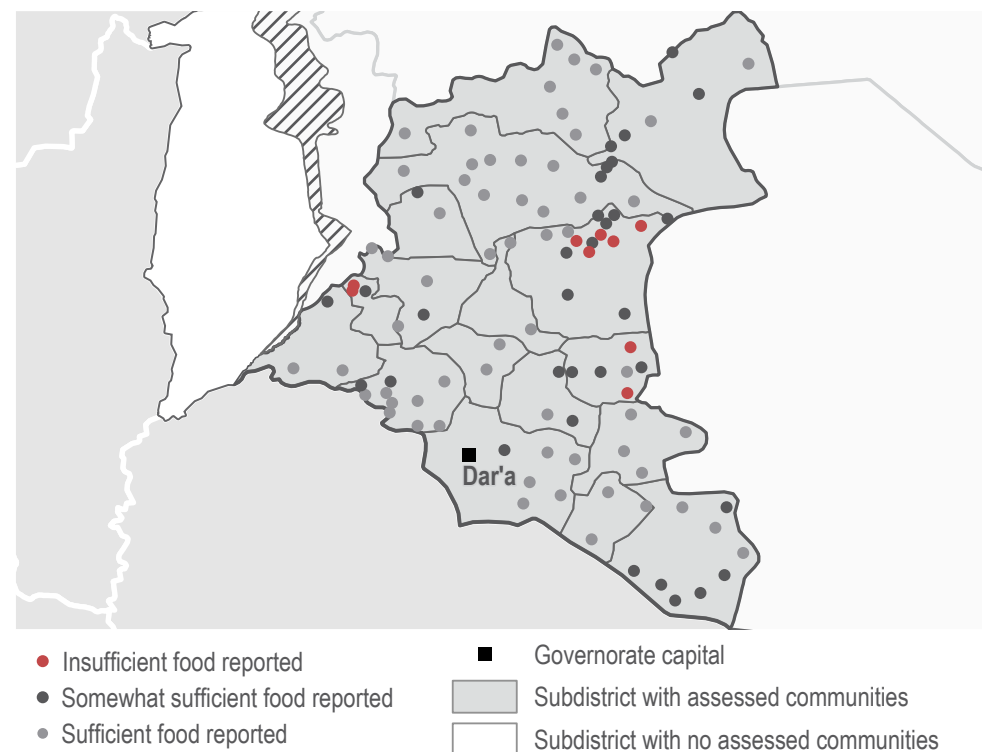 Dar'a
Insufficient food reported
Somewhat sufficient food reported
Sufficient food reported
Governorate capital
Subdistrict with assessed communities
Subdistrict with no assessed communities